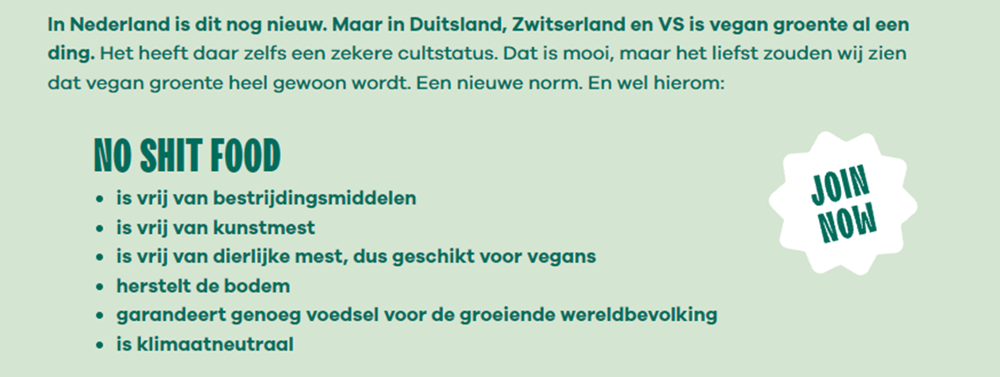 In Nederland is dit nog nieuw. Maar in Duitsland, Zwitserland en VS is vegan groente al een
ding. Het heeft daar zelfs een zekere cultstatus. Dat is mooi, maar het liefst zouden wij zien
dat vegan groente heel gewoon wordt. Een nieuwe norm. En wel hierom:
NO SHIT FOOD
• is vrij van bestrijdingsmiddelen
• is vrij van kunstmest
• is vrij van dierlijke mest, dus geschikt voor vegans
• herstelt de bodem
• garandeert genoeg voedsel voor de groeiende wereldbevolking
• is klimaatneutraal
JOIN
NOW